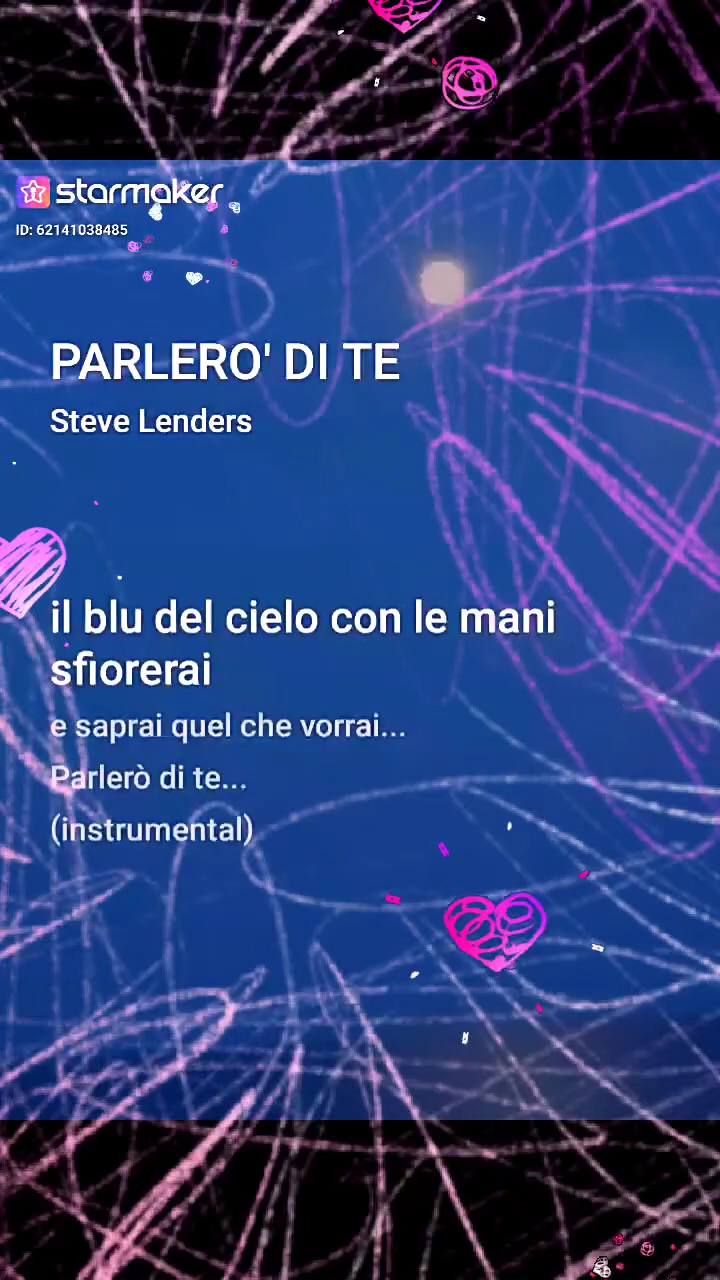 starmaker
ID: 62141038485
PARLERO' DI TE
Steve Lenders
il blu del cielo con le mani
sfiorerai
e saprai quel che vorrai...
Parlerò di te...
(instrumental)